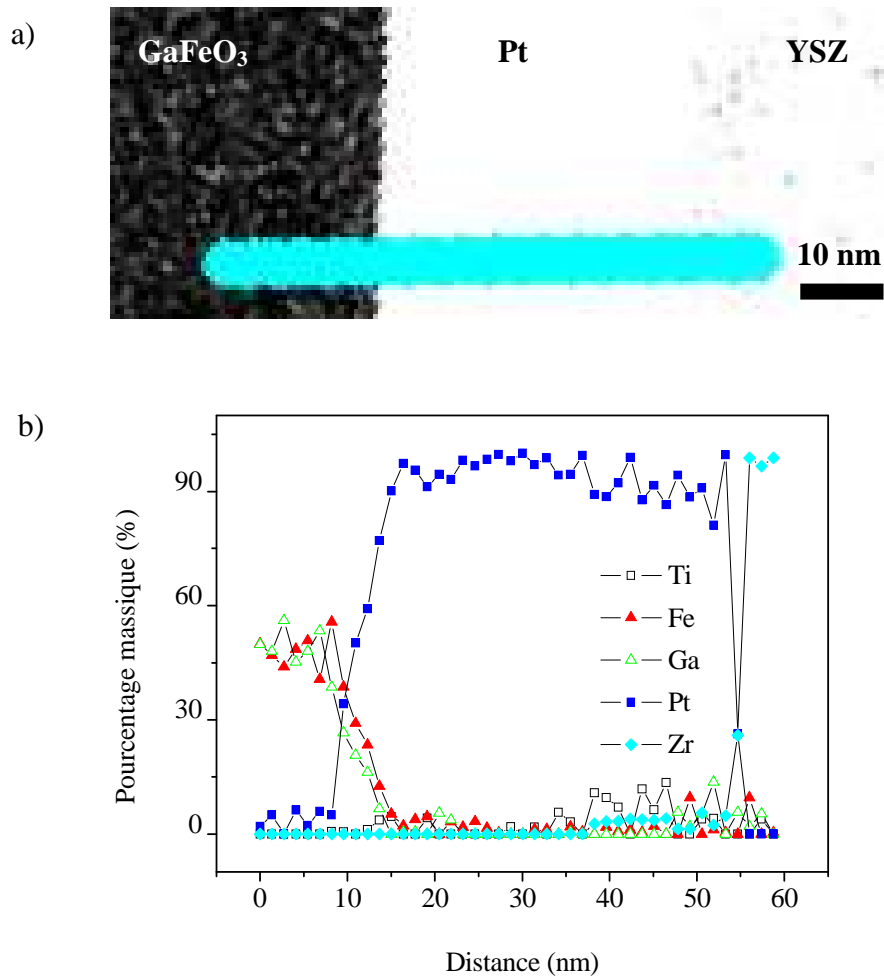 a)
GaFeO₃ Pt YSZ
10 nm
b)
Pourcentage massique (%)
90
60
30
0
Ti
Fe
Ga
Pt
Zr
0 10 20 30 40 50 60
Distance (nm)